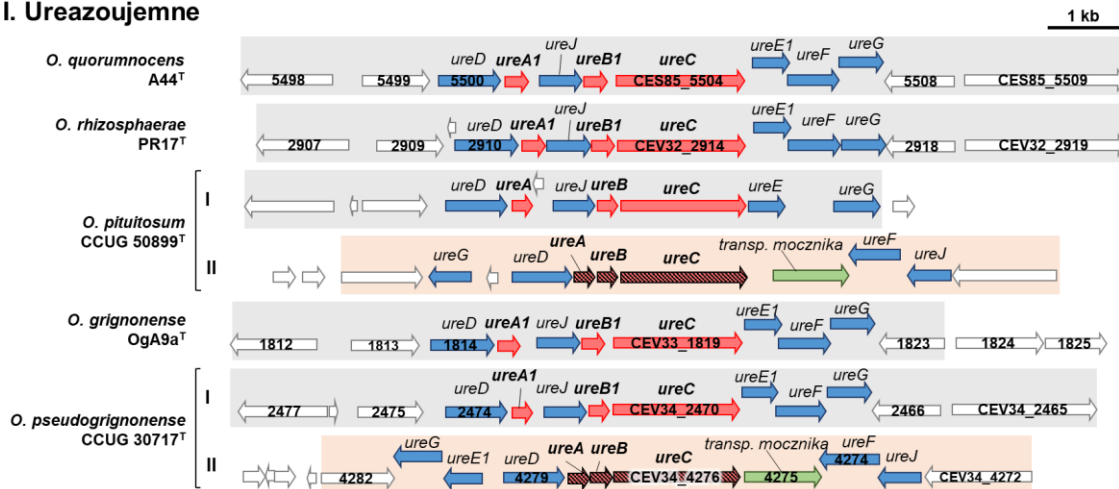 I. Ureazoujemne
1 kb
O. quorumnocens
A44T
ureD ureA1 ureJ ureB1 ureC ureE1 ureF ureG
5498 5499 5500 CES85_5504 5508 CES85_5509
O. rhizosphaerae
PR17T
ureD ureA1 ureJ ureB1 ureC ureE1 ureF ureG
2907 2909 2910 CEV32_2914 2918 CEV32_2919
O. pituitosum
CCUG 50899T
I
ureD ureA ureJ ureB ureC ureE ureG
II
ureG ureD ureA ureB ureC transp. mocznika ureF ureJ
O. grignonense
OgA9aT
ureD ureA1 ureJ ureB1 ureC ureE1 ureF ureG
1812 1813 1814 CEV33_1819 1823 1824 1825
O. pseudogrignonense
CCUG 30717T
I
ureD ureA1 ureJ ureB1 ureC ureE1 ureF ureG
2477 2475 2474 CEV34_2470 2466 CEV34_2465
II
ureG ureE1 ureD ureA ureB ureC transp. mocznika ureF ureJ
4282 4279 CEV34_4276 4275 4274 CEV34_4272